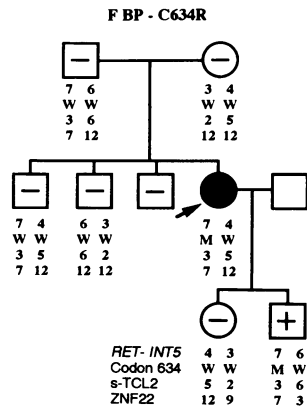 F BP - C634R
7 6 3 4
W W W W
3 6 2 5
7 12 12 12
7 4 6 3 7 4
W W W W M W
3 5 6 2 3 5
7 12 12 12 7 12
RET- INT5 4 3 7 6
Codon 634 W W M W
s-TCL2 5 2 3 6
ZNF22 12 9 7 3